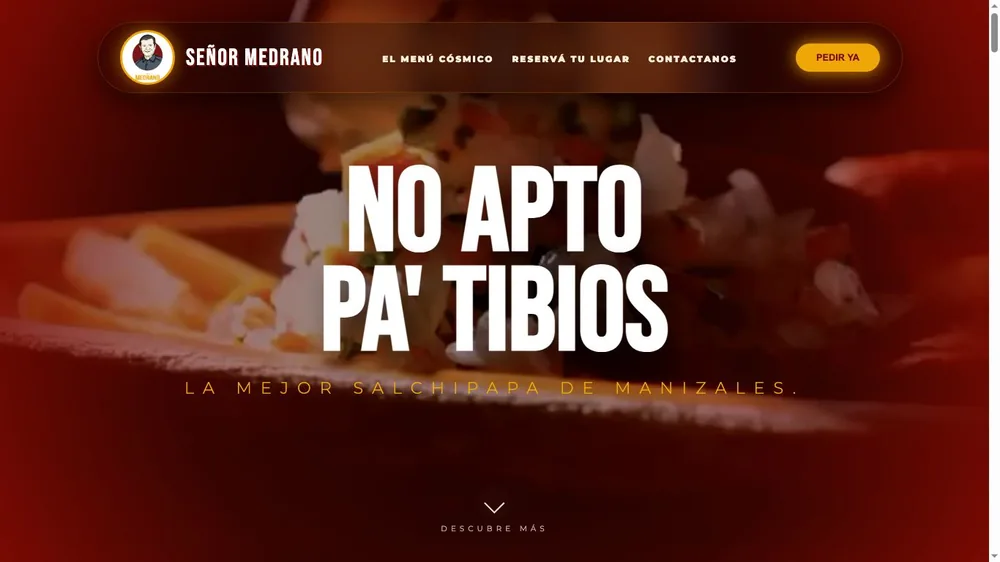 MEDRANO
SEÑOR MEDRANO
EL MENÚ CÓSMICO
RESERVÁ TU LUGAR
CONTACTANOS
PEDIR YA
NO APTO
PA' TIBIOS
LA MEJOR SALCHIPAPA DE MANIZALES.
DESCUBRE MÁS